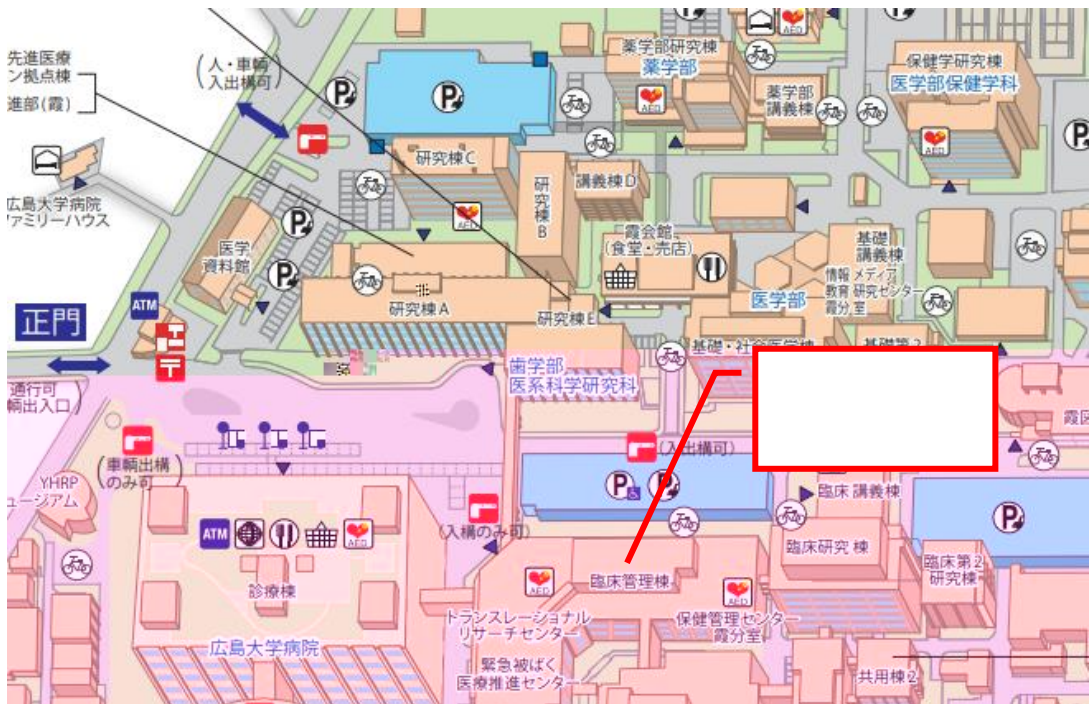 先進医療
ン拠点棟
進部(霞)
(人・車輌
入出構可)
P
P
薬学部研究棟
薬学部
AED
AED
薬学部
講義棟
保健学研究棟
医学部保健学科
AED
P
P
P
広島大学病院
ファミリーハウス
研究棟C
AED
研究棟B
講義棟D
医学
資料館
P
P
霞会館
(食堂・売店)
基礎
講義棟
情報メディア
教育研究センター
霞分室
医学部
ATM
正門
研究棟A
研究棟E
基礎・社会医学棟
基礎第2
歯学部
医系科学研究科
通行可
輌出入口)
霞区
(車輌出構
のみ可)
(入出構可)
YHRP
ュージアム
P
P
P
(入構のみ可)
臨床講義棟
ATM
AED
臨床研究棟
臨床第2
研究棟
診療棟
臨床管理棟
AED
AED
トランスレーショナル
リサーチセンター
保健管理センター
霞分室
広島大学病院
緊急被ばく
医療推進センター
共用棟2